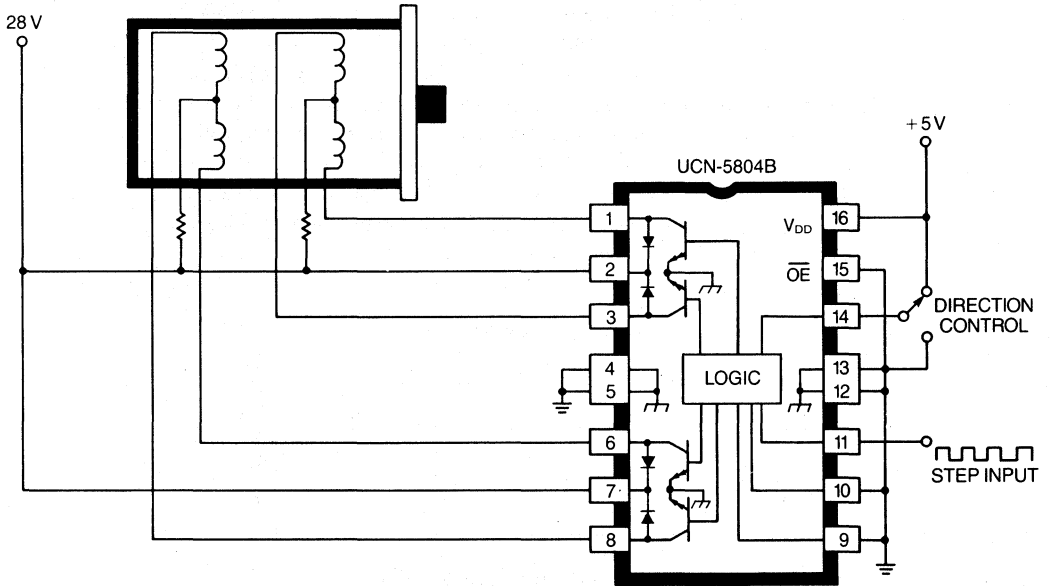 28 V
+5V
UCN-5804B
1
16
VDD
2
15
OE
3
14
DIRECTION
CONTROL
4
13
LOGIC
5
12
6
11
STEP INPUT
7
10
8
9